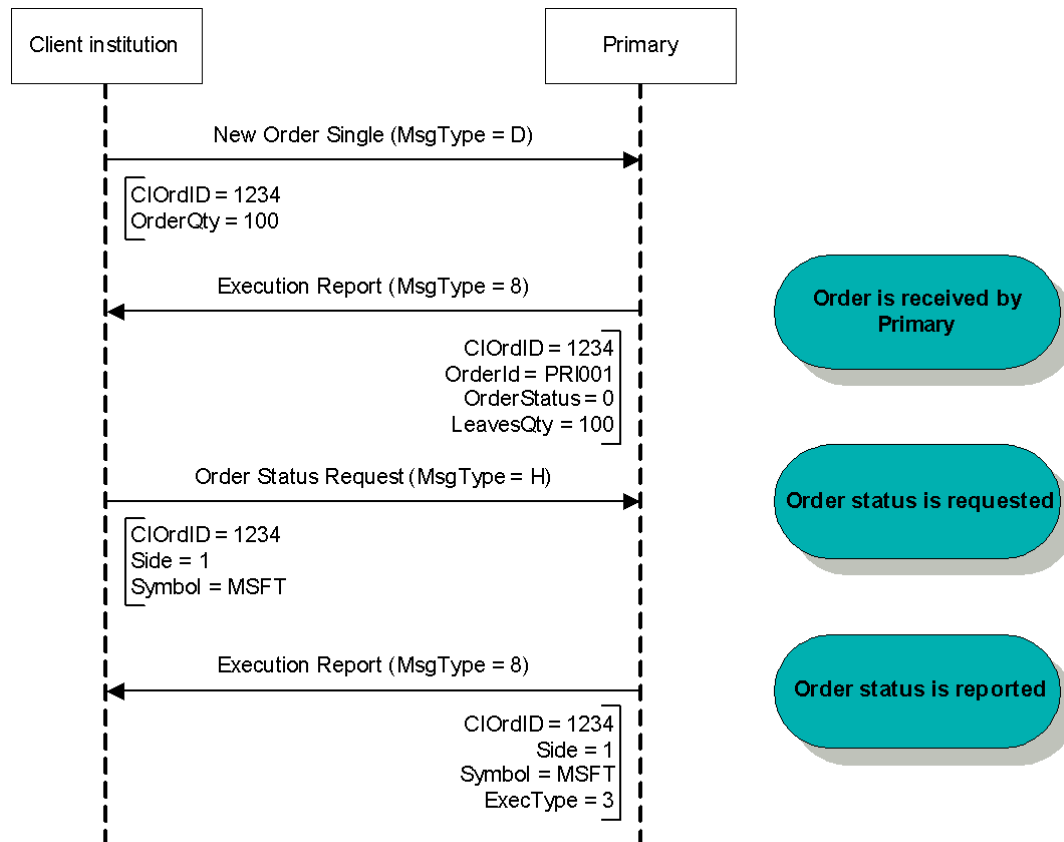 Client institution
Primary
New Order Single (MsgType = D)
ClOrdID = 1234
OrderQty = 100
Execution Report (MsgType = 8)
Order is received by
Primary
ClOrdID = 1234
OrderId = PRI001
OrderStatus = 0
LeavesQty = 100
Order Status Request (MsgType = H)
Order status is requested
ClOrdID = 1234
Side = 1
Symbol = MSFT
Execution Report (MsgType = 8)
Order status is reported
ClOrdID = 1234
Side = 1
Symbol = MSFT
ExecType = 3